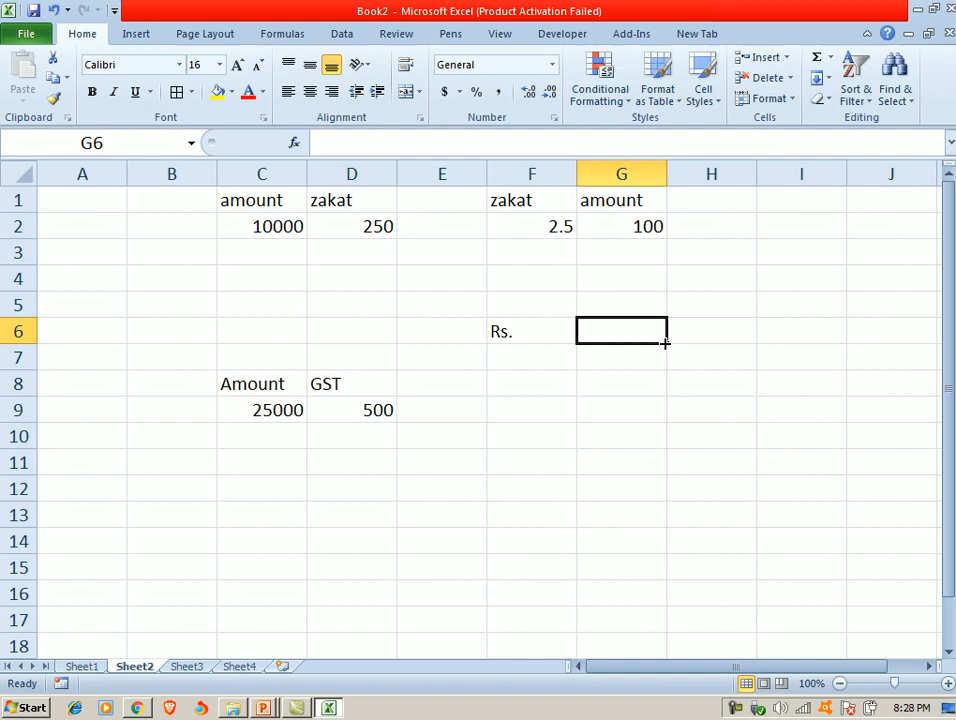 Book2 - Microsoft Excel (Product Activation Failed)
File Home Insert Page Layout Formulas Data Review Pens View Developer Add-Ins New Tab
Paste
Calibri 16
B I U A
General
$ % ,
Conditional Formatting
Format as Table
Cell Styles
Insert
Delete
Format
Σ
Sort & Filter
Find & Select
Clipboard Font Alignment Number Styles Cells Editing
G6 fx
A B C D E F G H I J
1 amount zakat zakat amount
2 10000 250 2.5 100
3
4
5
6 Rs.
7
8 Amount GST
9 25000 500
10
11
12
13
14
15
16
17
18
Sheet1 Sheet2 Sheet3 Sheet4
Ready 100%
Start 8:28 PM